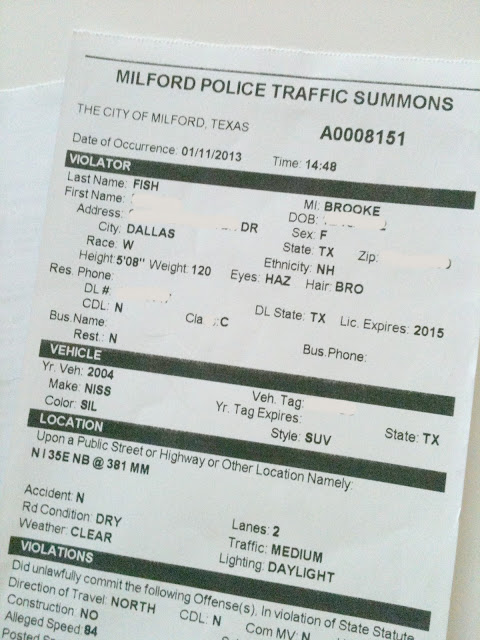 MILFORD POLICE TRAFFIC SUMMONS
THE CITY OF MILFORD, TEXAS A0008151
Date of Occurrence: 01/11/2013 Time: 14:48
VIOLATOR
Last Name: FISH MI: BROOKE
First Name: DOB:
Address: DR Sex: F
City: DALLAS State: TX Zip:
Race: W Ethnicity: NH
Height: 5'08" Weight: 120 Eyes: HAZ Hair: BRO
Res. Phone:
DL #: DL State: TX Lic. Expires: 2015
CDL: N Cla C
Bus.Name: Bus.Phone:
Rest.: N
VEHICLE
Yr. Veh: 2004 Veh. Tag:
Make: NISS Yr. Tag Expires:
Color: SIL Style: SUV State: TX
LOCATION
Upon a Public Street or Highway or Other Location Namely:
N I 35E NB @ 381 MM
Accident: N Lanes: 2
Rd Condition: DRY Traffic: MEDIUM
Weather: CLEAR Lighting: DAYLIGHT
VIOLATIONS
Did unlawfully commit the following Offense(s). In violation of State Statute
Direction of Travel: NORTH CDL: N Com MV: N
Construction: NO
Alleged Speed: 84
Posted